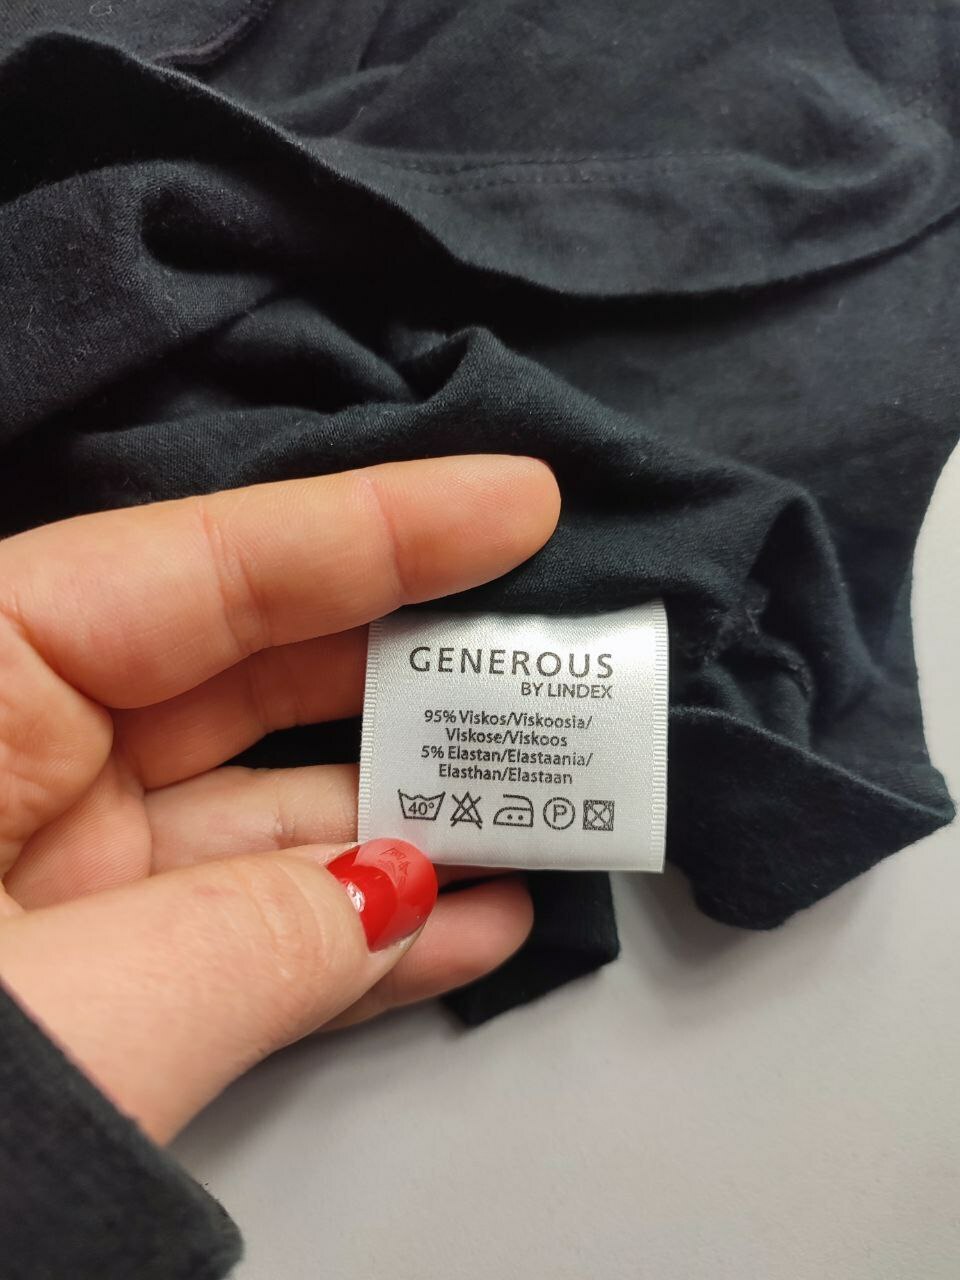 GENEROUS
BY LINDEX
95% Viskos/Viskoosia/
Viskose/Viskoos
5% Elastan/Elastaania/
Elasthan/Elastaan
40° P